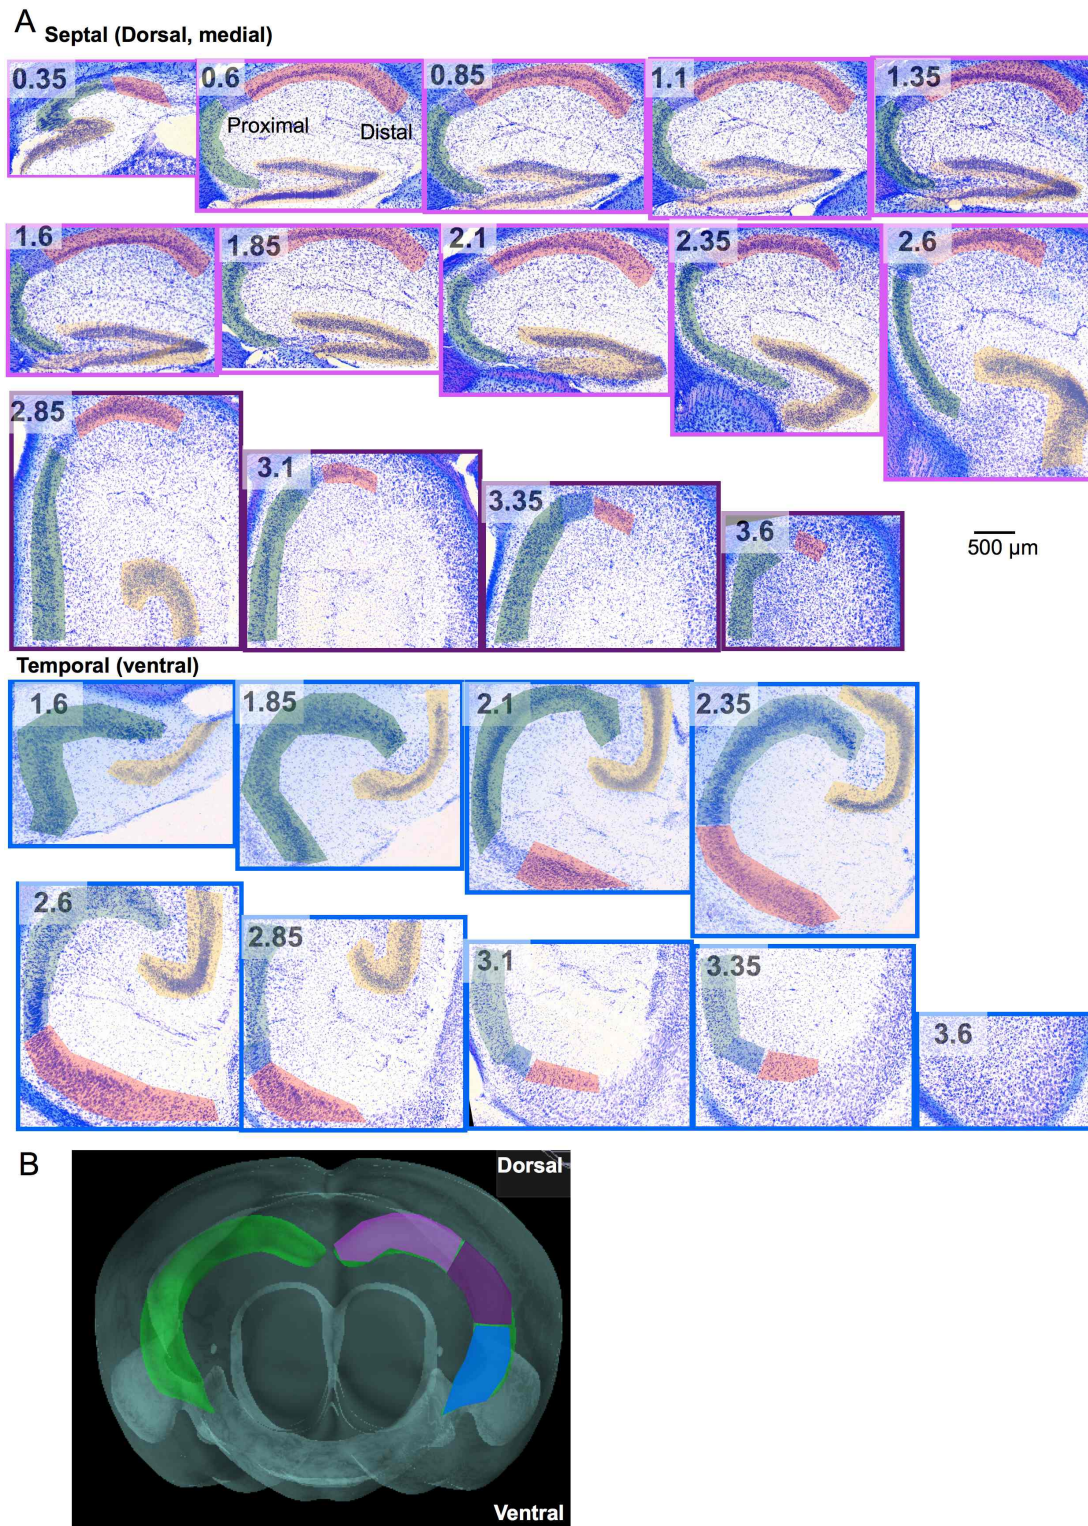 A
Septal (Dorsal, medial)
0.35
0.6
0.85
1.1
1.35
Proximal
Distal
1.6
1.85
2.1
2.35
2.6
2.85
3.1
3.35
3.6
500 µm
Temporal (ventral)
1.6
1.85
2.1
2.35
2.6
2.85
3.1
3.35
3.6
B
Dorsal
Ventral